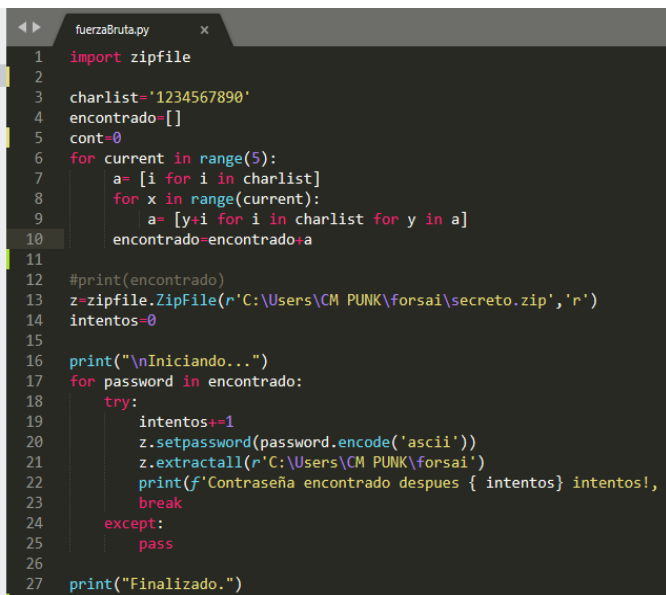 fuerzaBruta.py x
1 import zipfile
2
3 charlist='1234567890'
4 encontrado=[]
5 cont=0
6 for current in range(5):
7 a= [i for i in charlist]
8 for x in range(current):
9 a= [y+i for i in charlist for y in a]
10 encontrado=encontrado+a
11
12 #print(encontrado)
13 z=zipfile.ZipFile(r'C:\Users\CM PUNK\forsai\secreto.zip','r')
14 intentos=0
15
16 print("\nIniciando...")
17 for password in encontrado:
18 try:
19 intentos+=1
20 z.setpassword(password.encode('ascii'))
21 z.extractall(r'C:\Users\CM PUNK\forsai')
22 print(f'Contraseña encontrado despues { intentos} intentos!,
23 break
24 except:
25 pass
26
27 print("Finalizado.")